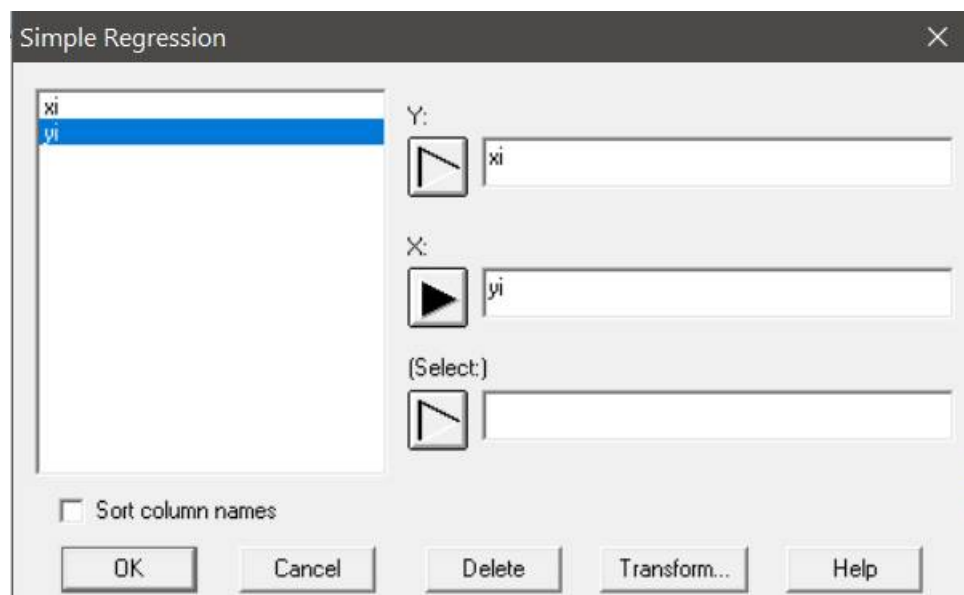 Simple Regression
xi
yi
Y:
xi
X:
yi
(Select:)
Sort column names
OK
Cancel
Delete
Transform...
Help